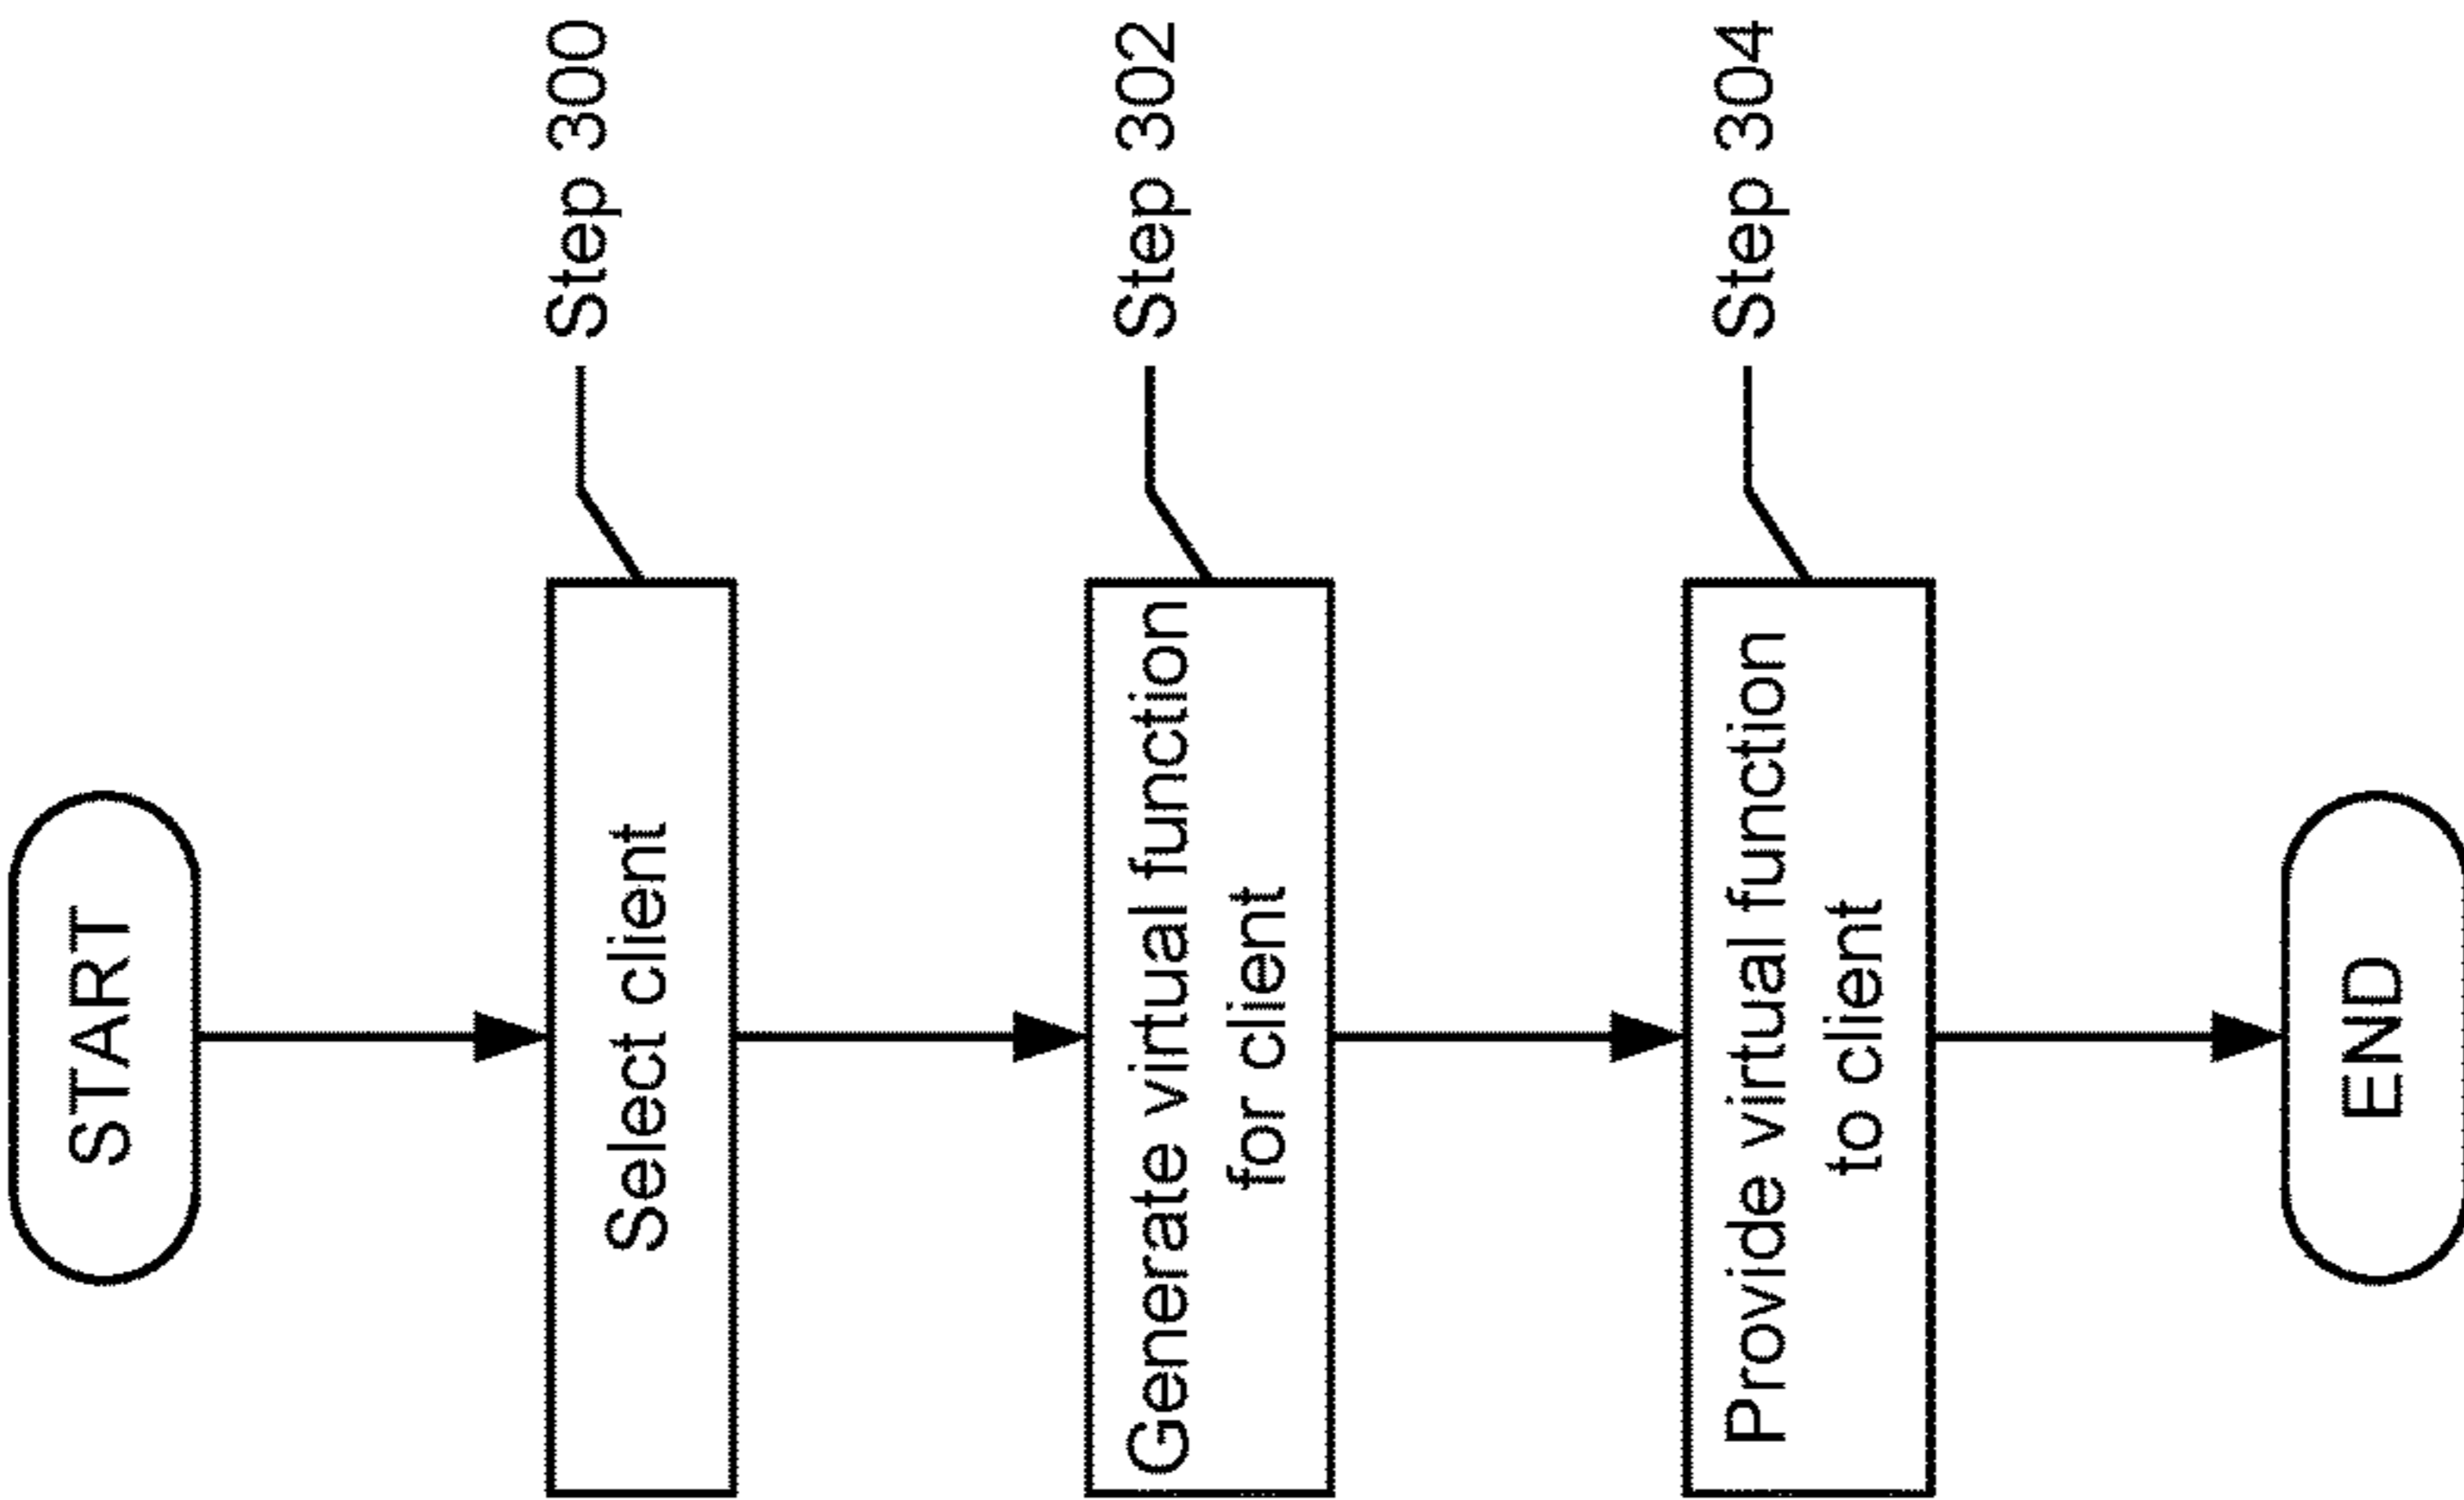 START
Step 300
Select client
Step 302
Generate virtual function
for client
Step 304
Provide virtual function
to client
END